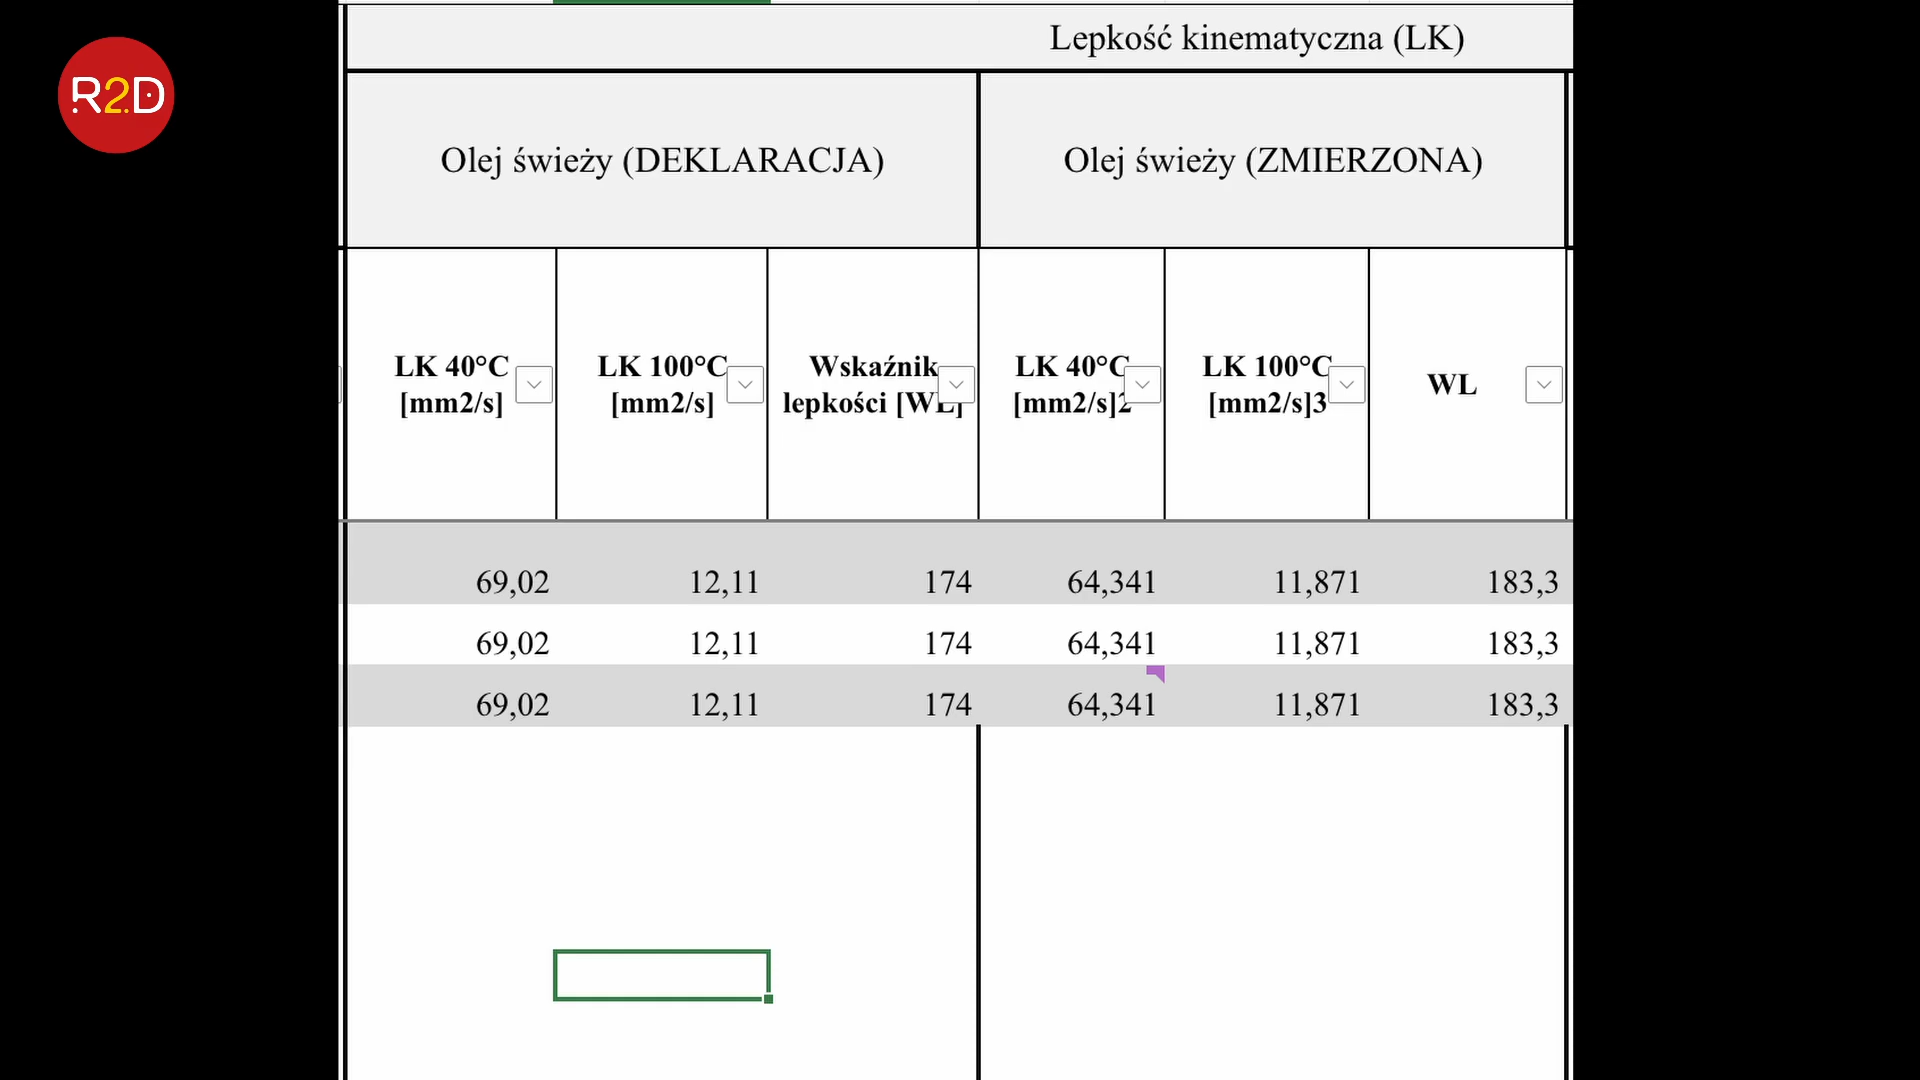 R2D
Lepkość kinematyczna (LK)
Olej świeży (DEKLARACJA)
Olej świeży (ZMIERZONA)
LK 40°C
[mm2/s]
LK 100°C
[mm2/s]
Wskaźnik
lepkości [WL]
LK 40°C
[mm2/s]2
LK 100°C
[mm2/s]3
WL
69,02 12,11 174 64,341 11,871 183,3
69,02 12,11 174 64,341 11,871 183,3
69,02 12,11 174 64,341 11,871 183,3